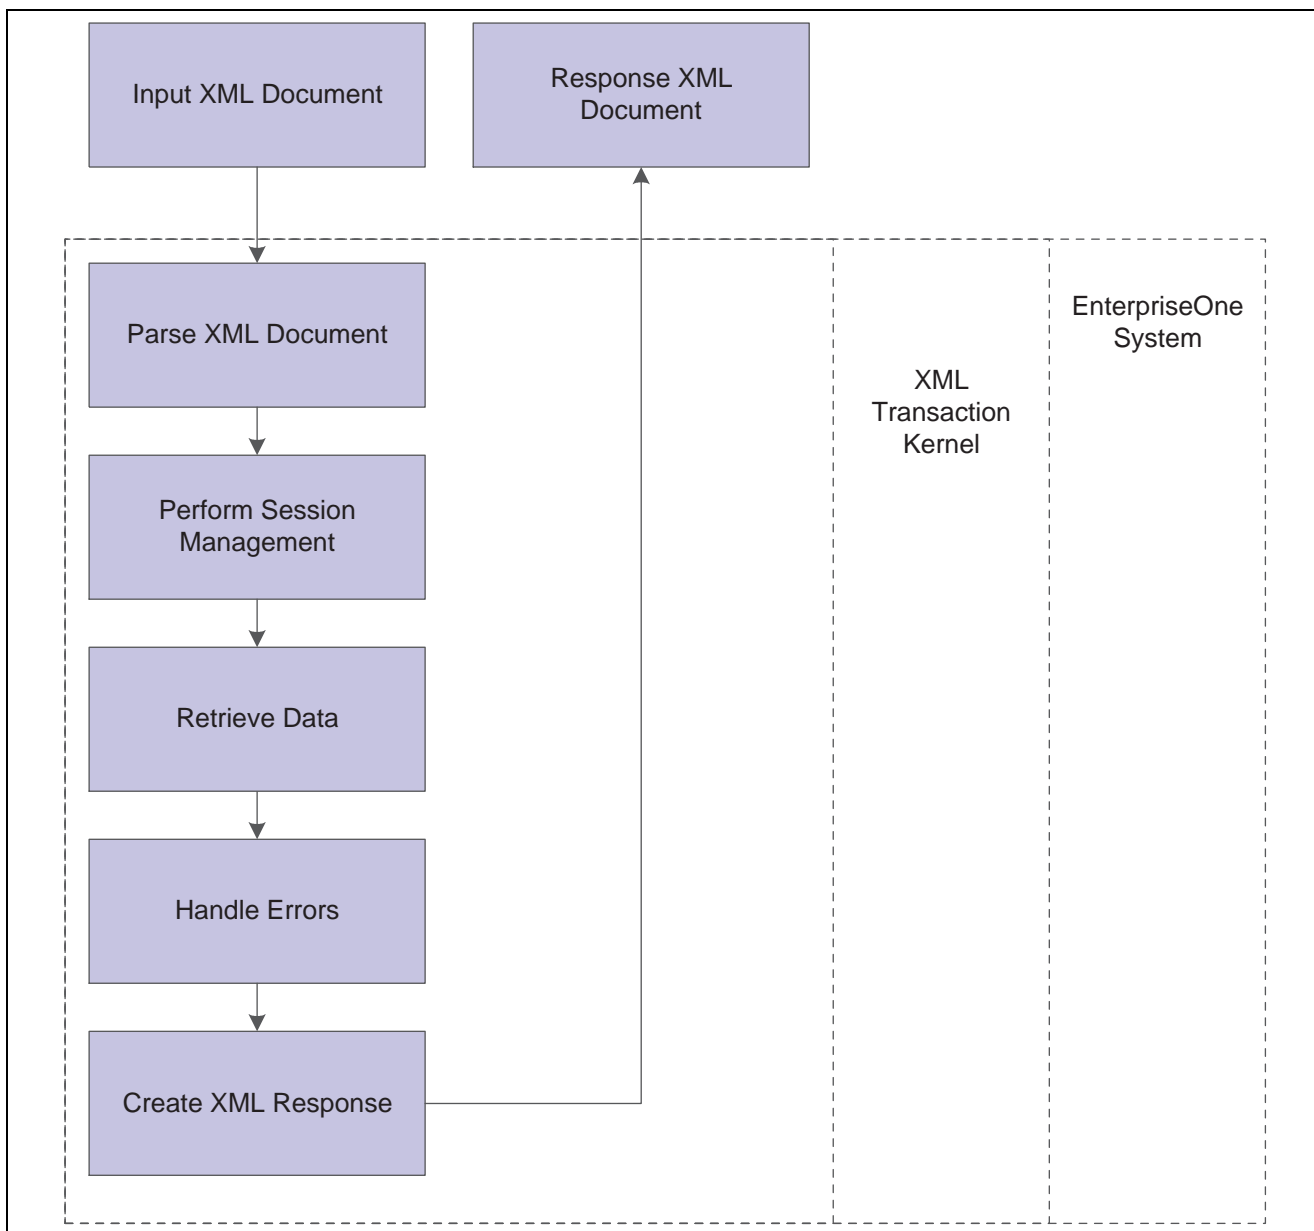 Input XML Document
Response XML
Document
Parse XML Document
EnterpriseOne
System
XML
Transaction
Kernel
Perform Session
Management
Retrieve Data
Handle Errors
Create XML Response